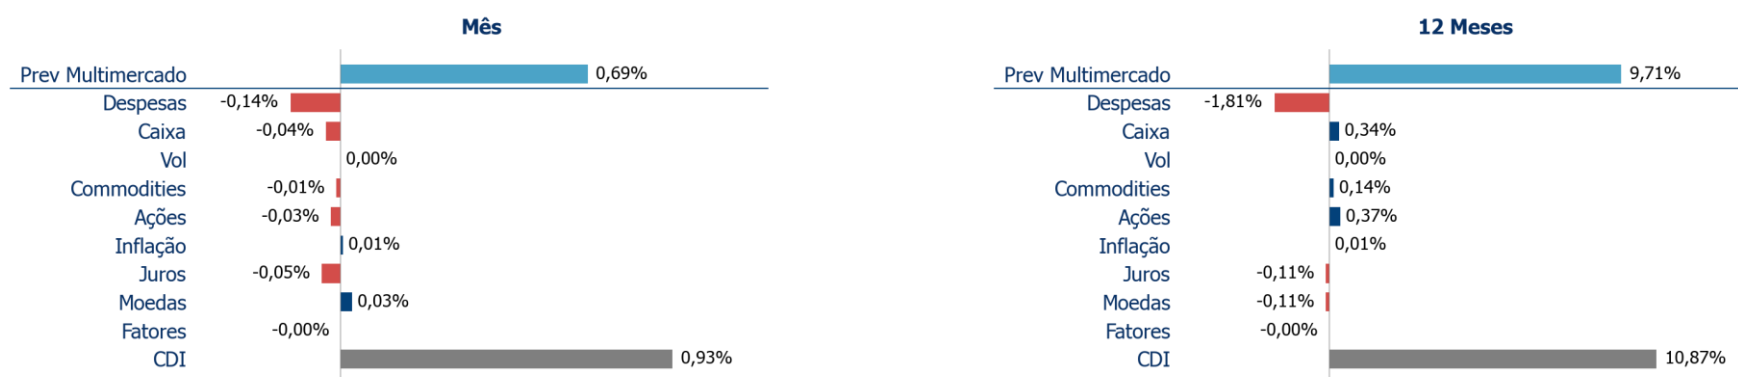 Mês
Prev Multimercado 0,69%
Despesas -0,14%
Caixa -0,04%
Vol 0,00%
Commodities -0,01%
Ações -0,03%
Inflação 0,01%
Juros -0,05%
Moedas 0,03%
Fatores -0,00%
CDI 0,93%
12 Meses
Prev Multimercado 9,71%
Despesas -1,81%
Caixa 0,34%
Vol 0,00%
Commodities 0,14%
Ações 0,37%
Inflação 0,01%
Juros -0,11%
Moedas -0,11%
Fatores -0,00%
CDI 10,87%